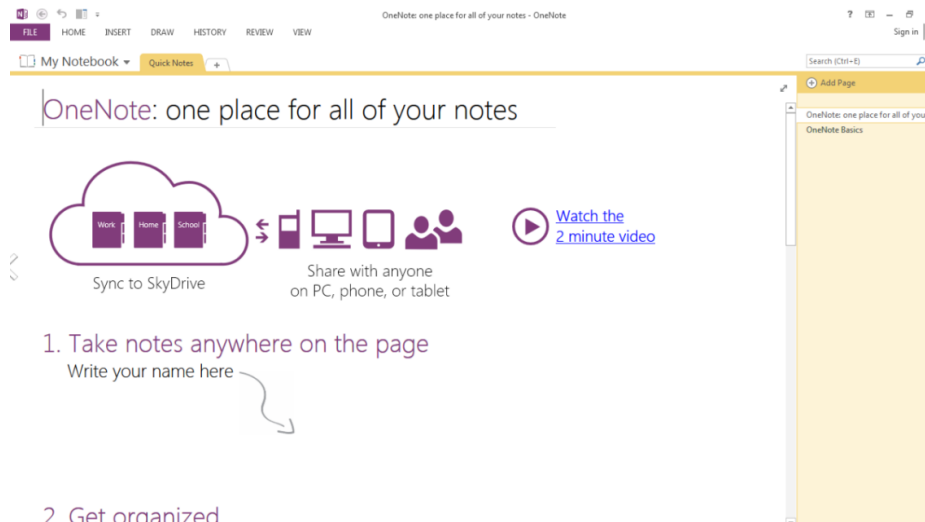 OneNote: one place for all of your notes - OneNote
FILE HOME INSERT DRAW HISTORY REVIEW VIEW
Sign in
My Notebook
Quick Notes
Search (Ctrl+E)
Add Page
OneNote: one place for all of you
OneNote Basics
OneNote: one place for all of your notes
Work Home School
Sync to SkyDrive
Share with anyone
on PC, phone, or tablet
Watch the
2 minute video
1. Take notes anywhere on the page
Write your name here
2. Get organized